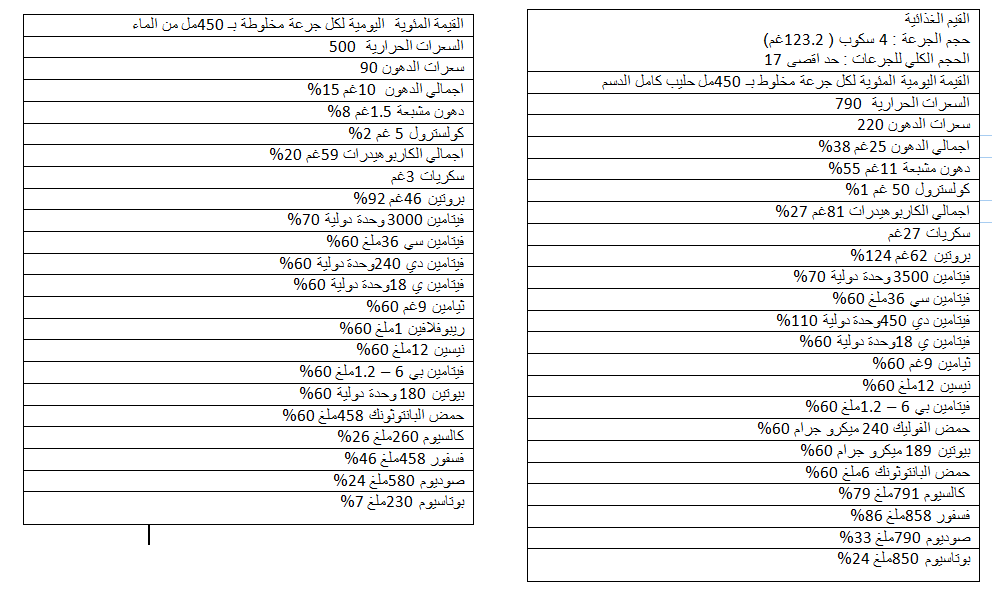 القيم الغذائية
حجم الجرعة : 4 سكوب ( 123.2غم)
الحجم الكلي للجرعات : حد اقصى 17
القيمة اليومية المئوية لكل جرعة مخلوط بـ 450مل حليب كامل الدسم
السعرات الحرارية 790
سعرات الدهون 220
اجمالي الدهون 25غم 38%
دهون مشبعة 11غم 55%
كولسترول 50 غم 1%
اجمالي الكاربوهيدرات 81غم 27%
سكريات 27غم
بروتين 62غم 124%
فيتامين 3500 وحدة دولية 70%
فيتامين سي 36ملغ 60%
فيتامين دي 450وحدة دولية 110%
فيتامين ي 18وحدة دولية 60%
ثيامين 9غم 60%
نيسين 12ملغ 60%
فيتامين بي 6 – 1.2ملغ 60%
حمض الفوليك 240 ميكرو جرام 60%
بيوتين 189 ميكرو جرام 60%
حمض البانتوثونك 6ملغ 60%
كالسيوم 791ملغ 79%
فسفور 858ملغ 86%
صوديوم 790ملغ 33%
بوتاسيوم 850ملغ 24%
القيمة المئوية اليومية لكل جرعة مخلوطة بـ 450مل من الماء
السعرات الحرارية 500
سعرات الدهون 90
اجمالي الدهون 10غم 15%
دهون مشبعة 1.5غم 8%
كولسترول 5 غم 2%
اجمالي الكاربوهيدرات 59غم 20%
سكريات 3غم
بروتين 46غم 92%
فيتامين 3000 وحدة دولية 70%
فيتامين سي 36ملغ 60%
فيتامين دي 240وحدة دولية 60%
فيتامين ي 18وحدة دولية 60%
ثيامين 9غم 60%
ريبوفلافين 1ملغ 60%
نيسين 12ملغ 60%
فيتامين بي 6 – 1.2ملغ 60%
بيوتين 180 وحدة دولية 60%
حمض البانتوثونك 458ملغ 60%
كالسيوم 260ملغ 26%
فسفور 458ملغ 46%
صوديوم 580ملغ 24%
بوتاسيوم 230ملغ 7%